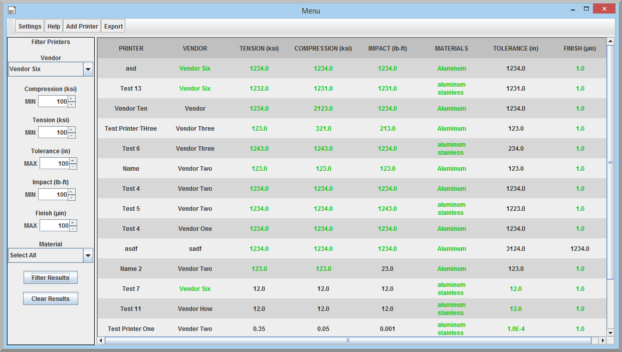 Menu
Settings Help Add Printer Export
Filter Printers
Vendor
Vendor Six
Compression (ksi)
MIN 100
Tension (ksi)
MIN 100
Tolerance (in)
MAX 100
Impact (lb-ft)
MIN 100
Finish (µin)
MAX 100
Material
Select All
Filter Results
Clear Results
PRINTER VENDOR TENSION (ksi) COMPRESSION (ksi) IMPACT (lb-ft) MATERIALS TOLERANCE (in) FINISH (µin)
asd Vendor Six 1234.0 1234.0 1234.0 Aluminum 1234.0 1.0
Test 13 Vendor Six 1232.0 1231.0 1231.0 aluminum stainless 1231.0 1.0
Vendor Ten Vendor 1234.0 2123.0 1234.0 Aluminum 1234.0 1.0
Test Printer THree Vendor Three 123.0 321.0 213.0 Aluminum 123.0 1.0
Test 6 Vendor Three 1243.0 1243.0 1234.0 aluminum stainless 234.0 1.0
Name Vendor Two 123.0 123.0 123.0 Aluminum 123.0 1.0
Test 4 Vendor Two 1234.0 1234.0 1234.0 Aluminum 1234.0 1.0
Test 5 Vendor Two 1234.0 1234.0 1243.0 aluminum stainless 1223.0 1.0
Test 4 Vendor One 1234.0 1234.0 1234.0 Aluminum 1234.0 1.0
asdf sadf 1234.0 1234.0 1234.0 Aluminum 3124.0 1234.0
Name 2 Vendor Two 123.0 123.0 23.0 Aluminum 123.0 1.0
Test 7 Vendor Six 12.0 12.0 12.0 aluminum stainless 12.0 1.0
Test 11 Vendor How 12.0 12.0 12.0 aluminum stainless 12.0 1.0
Test Printer One Vendor Two 0.35 0.05 0.001 aluminum stainless 1.0E-4 1.0